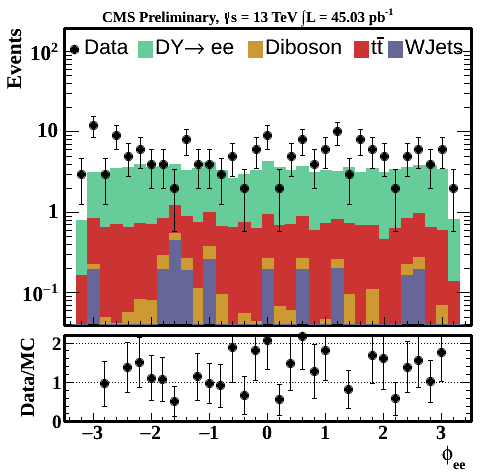 CMS Preliminary, √s = 13 TeV ∫L = 45.03 pb⁻¹
Events
10²
10
1
10⁻¹
Data
DY→ ee
Diboson
tt̄
WJets
Data/MC
2
1
0
−3 −2 −1 0 1 2 3
ϕee